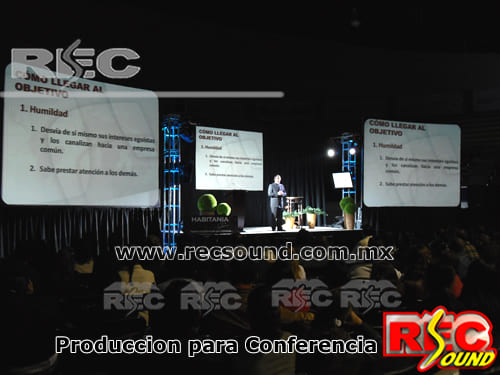 REC
CÓMO LLEGAR AL
OBJETIVO
1. Humildad
1. Desvía de sí mismo sus intereses egoístas
y los canalizan hacia una empresa
común.
2. Sabe prestar atención a los demás.
CÓMO LLEGAR AL
OBJETIVO
1. Humildad
1. Desvía de sí mismo sus intereses egoístas
y los canalizan hacia una empresa
común.
2. Sabe prestar atención a los demás.
CÓMO LLEGAR AL
OBJETIVO
1. Humildad
1. Desvía de sí mismo sus intereses egoístas
y los canalizan hacia una empresa
común.
2. Sabe prestar atención a los demás.
HABITANIA
www.recsound.com.mx
REC REC REC REC
Produccion para Conferencia
REC
SOUND